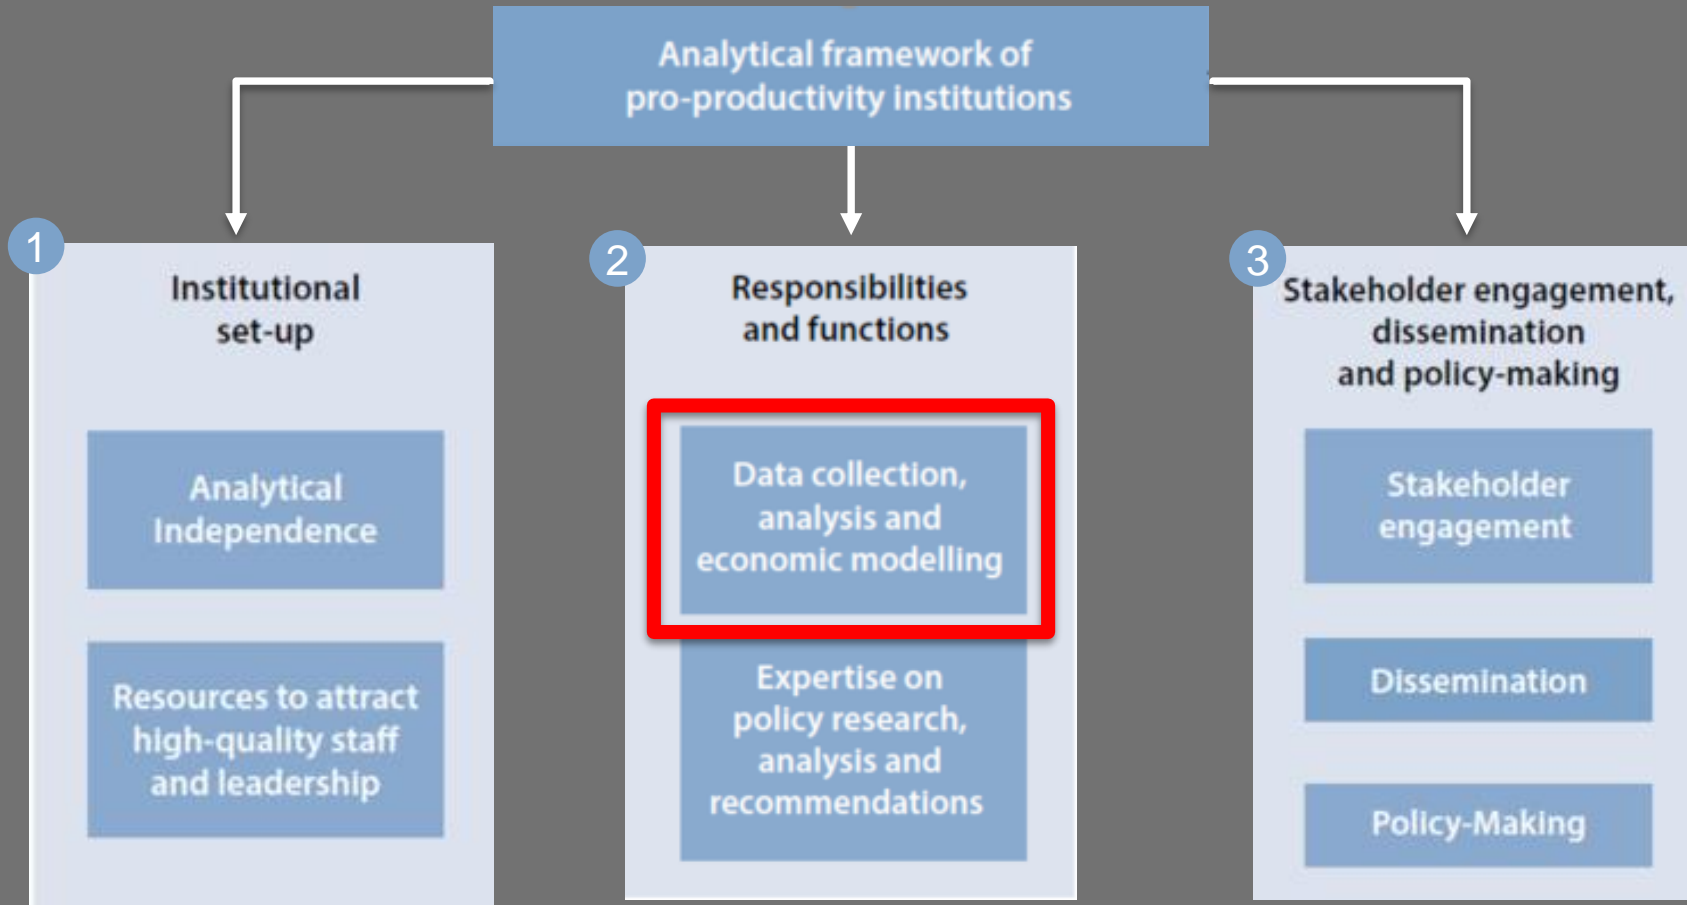 Analytical framework of
pro-productivity institutions
1
Institutional
set-up
Analytical
Independence
Resources to attract
high-quality staff
and leadership
2
Responsibilities
and functions
Data collection,
analysis and
economic modelling
Expertise on
policy research,
analysis and
recommendations
3
Stakeholder engagement,
dissemination
and policy-making
Stakeholder
engagement
Dissemination
Policy-Making